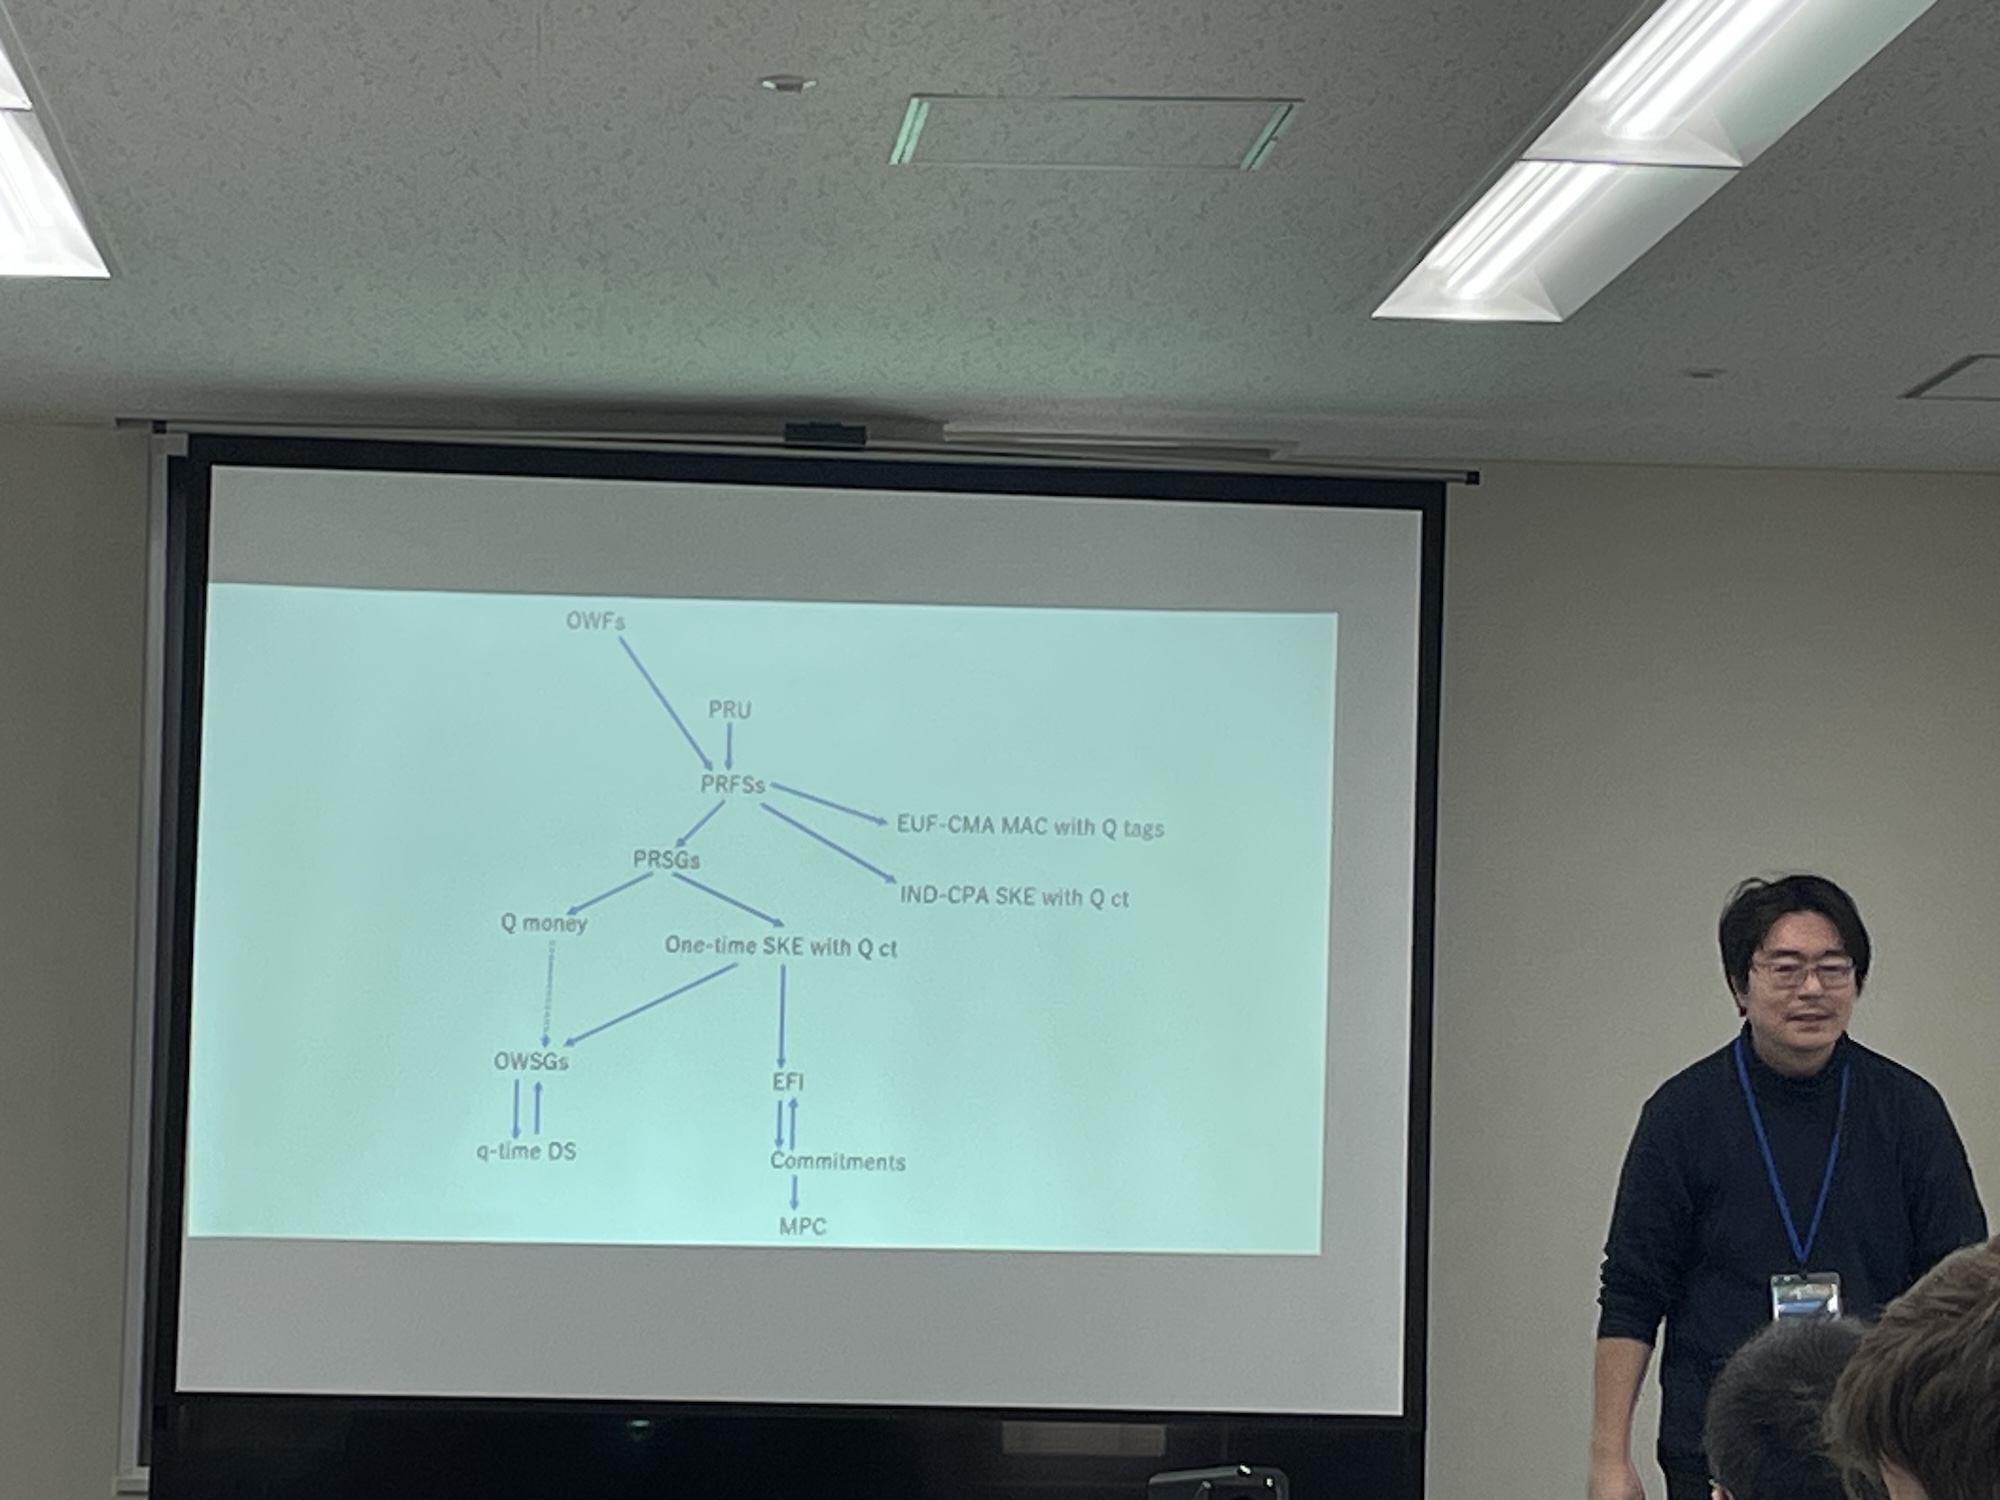 OWFs
PRU
PRFSs
EUF-CMA MAC with Q tags
PRSGs
IND-CPA SKE with Q ct
Q money
One-time SKE with Q ct
OWSGs
EFI
q-time DS
Commitments
MPC